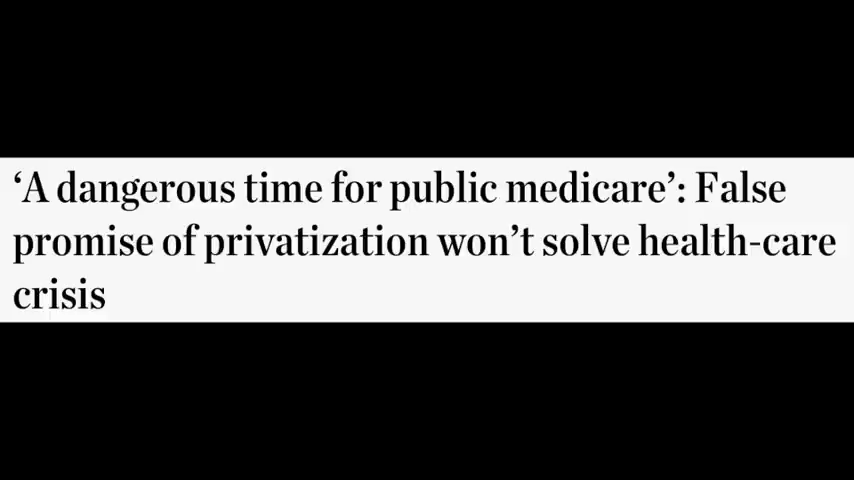 ‘A dangerous time for public medicare’: False
promise of privatization won’t solve health-care
crisis